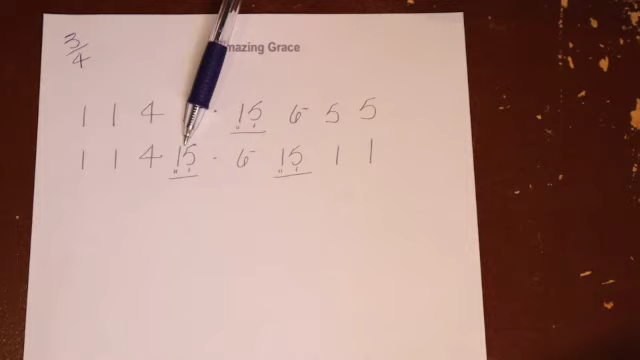 3/4
mazing Grace
1 1 4 - 15 6- 5 5
1 1 4 15 - 6- 15 1 1